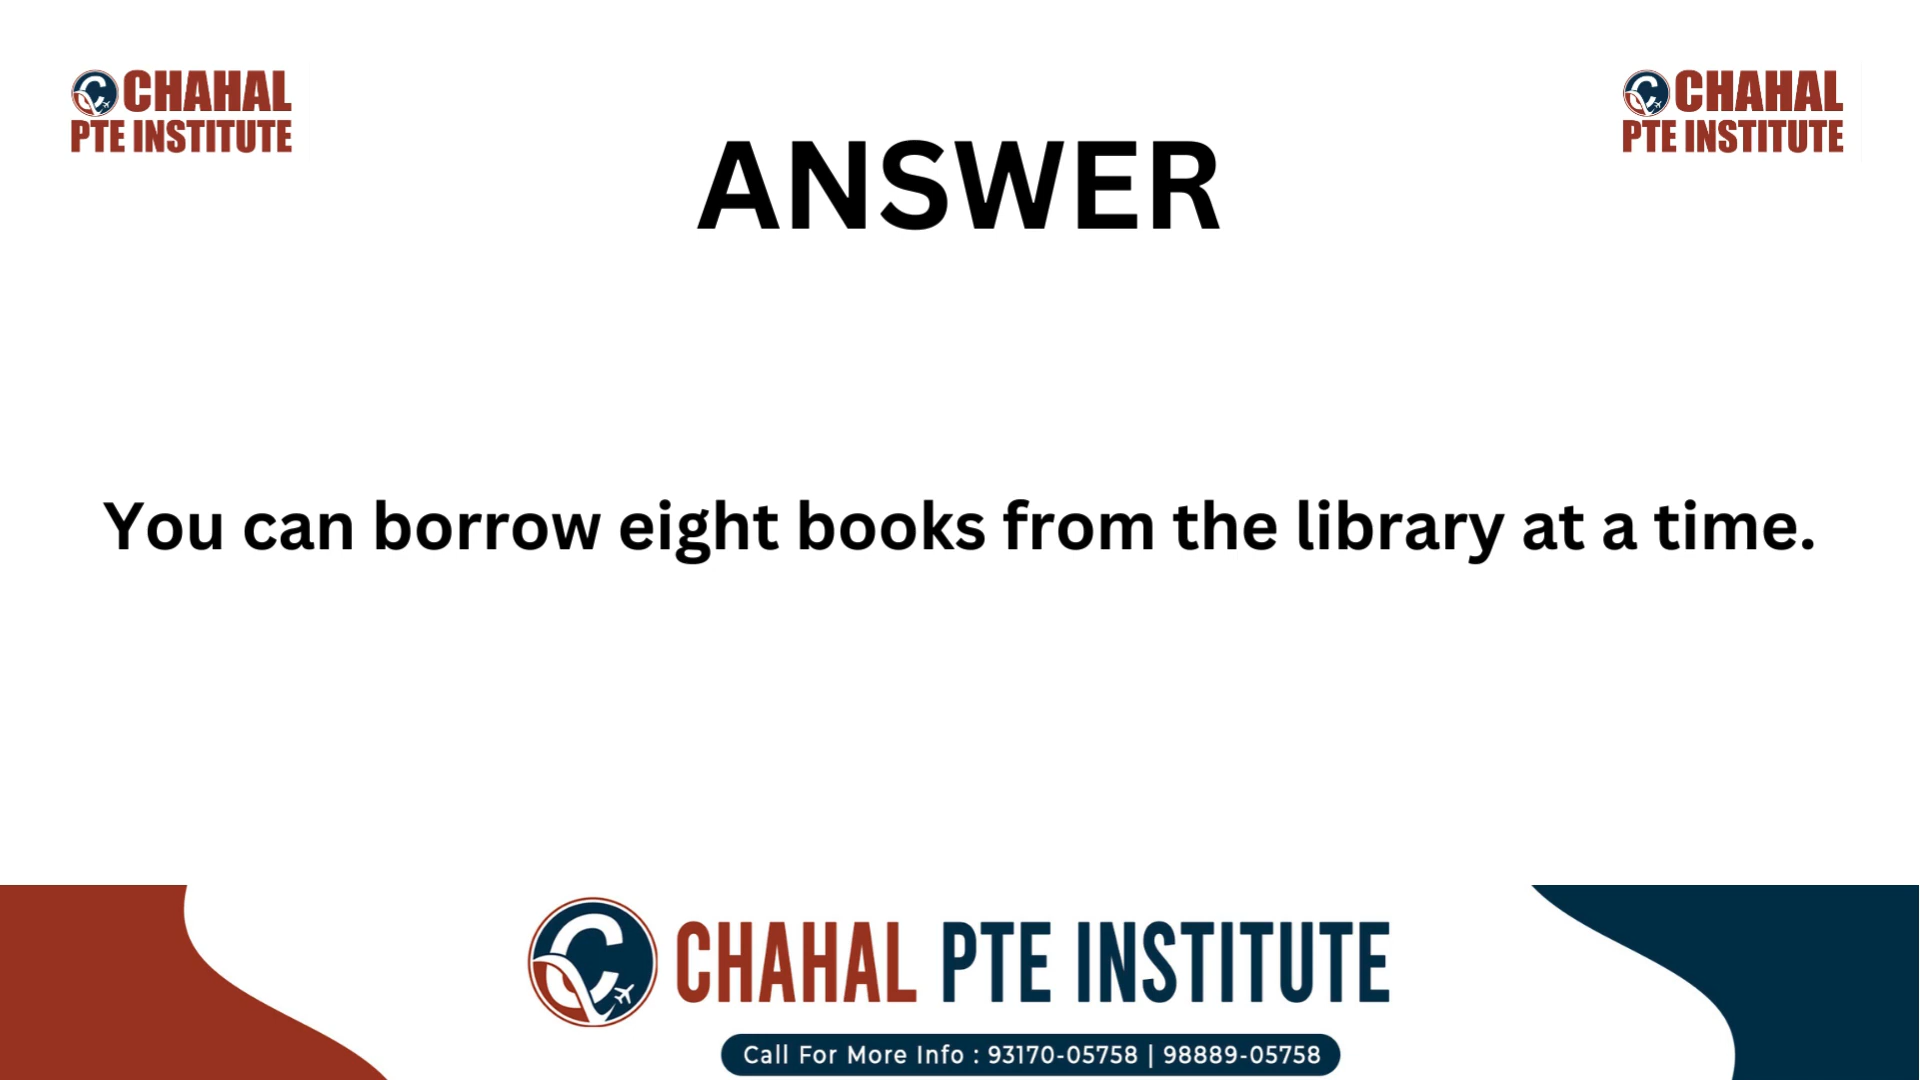 CHAHAL
PTE INSTITUTE
CHAHAL
PTE INSTITUTE
ANSWER
You can borrow eight books from the library at a time.
CHAHAL PTE INSTITUTE
Call For More Info : 93170-05758 | 98889-05758